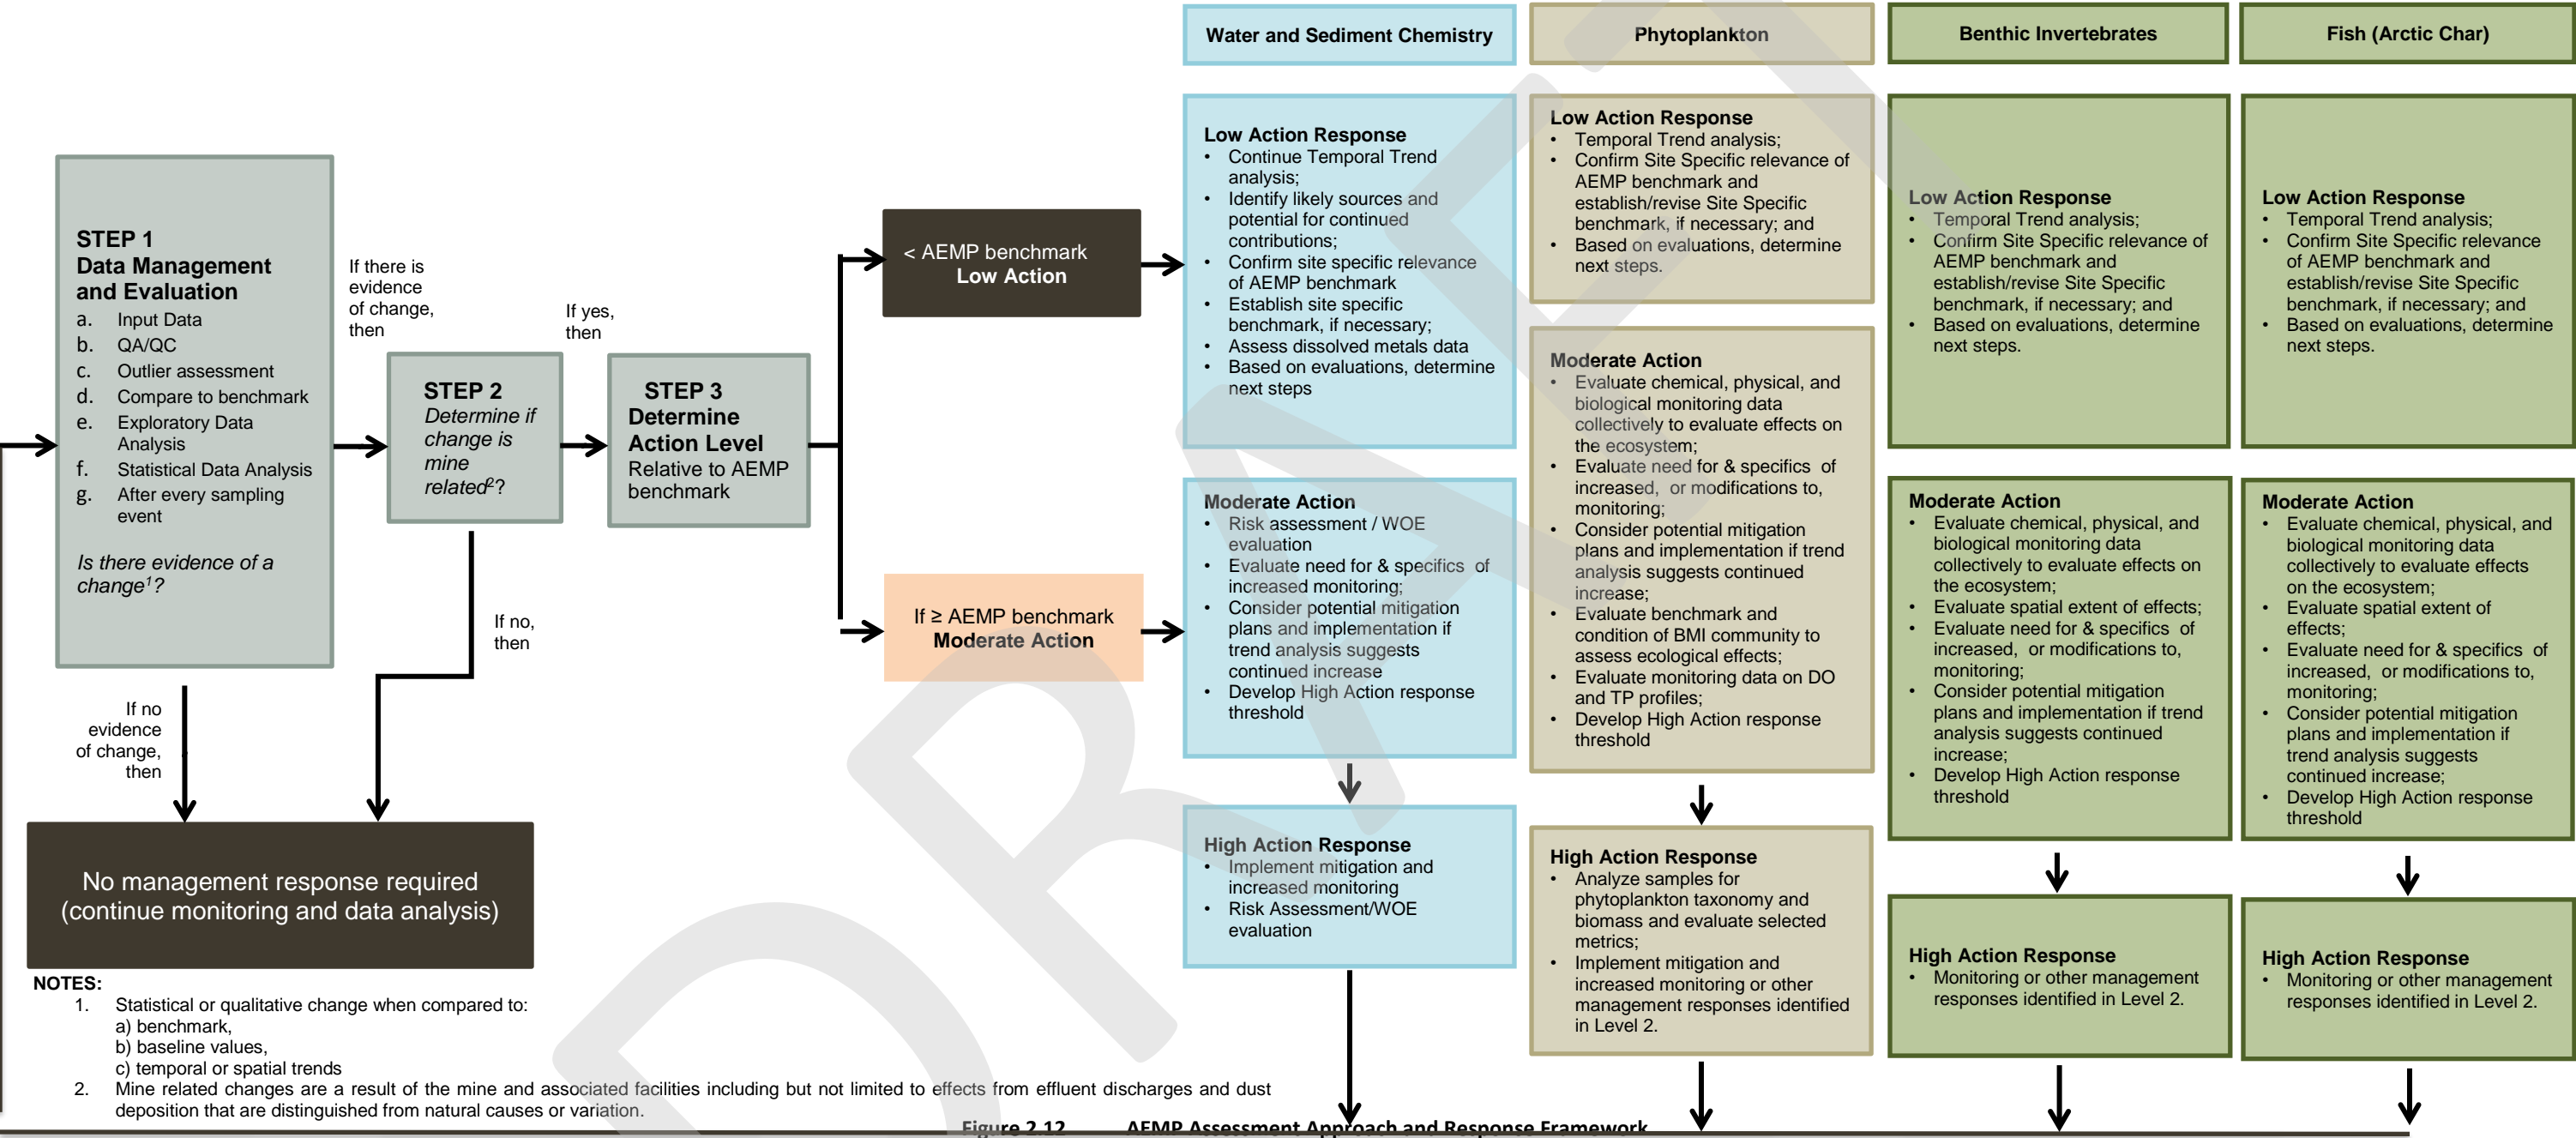 STEP 1
Data Management
and Evaluation
a. Input Data
b. QA/QC
c. Outlier assessment
d. Compare to benchmark
e. Exploratory Data
Analysis
f. Statistical Data Analysis
g. After every sampling
event
Is there evidence of a
change1?
If there is
evidence
of change,
then
If no
evidence
of change,
then
STEP 2
Determine if
change is
mine
related2?
If yes,
then
If no,
then
STEP 3
Determine
Action Level
Relative to AEMP
benchmark
No management response required
(continue monitoring and data analysis)
< AEMP benchmark
Low Action
If ≥ AEMP benchmark
Moderate Action
Water and Sediment Chemistry
Low Action Response
• Continue Temporal Trend
analysis;
• Identify likely sources and
potential for continued
contributions;
• Confirm site specific relevance
of AEMP benchmark
• Establish site specific
benchmark, if necessary;
• Assess dissolved metals data
• Based on evaluations, determine
next steps
Moderate Action
• Risk assessment / WOE
evaluation
• Evaluate need for & specifics of
increased monitoring;
• Consider potential mitigation
plans and implementation if
trend analysis suggests
continued increase
• Develop High Action response
threshold
High Action Response
• Implement mitigation and
increased monitoring
• Risk Assessment/WOE
evaluation
Phytoplankton
Low Action Response
• Temporal Trend analysis;
• Confirm Site Specific relevance of
AEMP benchmark and
establish/revise Site Specific
benchmark, if necessary; and
• Based on evaluations, determine
next steps.
Moderate Action
• Evaluate chemical, physical, and
biological monitoring data
collectively to evaluate effects on
the ecosystem;
• Evaluate need for & specifics of
increased, or modifications to,
monitoring;
• Consider potential mitigation
plans and implementation if trend
analysis suggests continued
increase;
• Evaluate benchmark and
condition of BMI community to
assess ecological effects;
• Evaluate monitoring data on DO
and TP profiles;
• Develop High Action response
threshold
High Action Response
• Analyze samples for
phytoplankton taxonomy and
biomass and evaluate selected
metrics;
• Implement mitigation and
increased monitoring or other
management responses identified
in Level 2.
Benthic Invertebrates
Low Action Response
• Temporal Trend analysis;
• Confirm Site Specific relevance of
AEMP benchmark and
establish/revise Site Specific
benchmark, if necessary; and
• Based on evaluations, determine
next steps.
Moderate Action
• Evaluate chemical, physical, and
biological monitoring data
collectively to evaluate effects on
the ecosystem;
• Evaluate spatial extent of effects;
• Evaluate need for & specifics of
increased, or modifications to,
monitoring;
• Consider potential mitigation
plans and implementation if trend
analysis suggests continued
increase;
• Develop High Action response
threshold
High Action Response
• Monitoring or other management
responses identified in Level 2.
Fish (Arctic Char)
Low Action Response
• Temporal Trend analysis;
• Confirm Site Specific relevance
of AEMP benchmark and
establish/revise Site Specific
benchmark, if necessary; and
• Based on evaluations, determine
next steps.
Moderate Action
• Evaluate chemical, physical, and
biological monitoring data
collectively to evaluate effects
on the ecosystem;
• Evaluate spatial extent of
effects;
• Evaluate need for & specifics of
increased, or modifications to,
monitoring;
• Consider potential mitigation
plans and implementation if
trend analysis suggests
continued increase;
• Develop High Action response
threshold
High Action Response
• Monitoring or other management
responses identified in Level 2.
NOTES:
1. Statistical or qualitative change when compared to:
a) benchmark,
b) baseline values,
c) temporal or spatial trends
2. Mine related changes are a result of the mine and associated facilities including but not limited to effects from effluent discharges and dust
deposition that are distinguished from natural causes or variation.
Figure 2.12 AEMP Assessment Approach and Response Framework
DRAFT